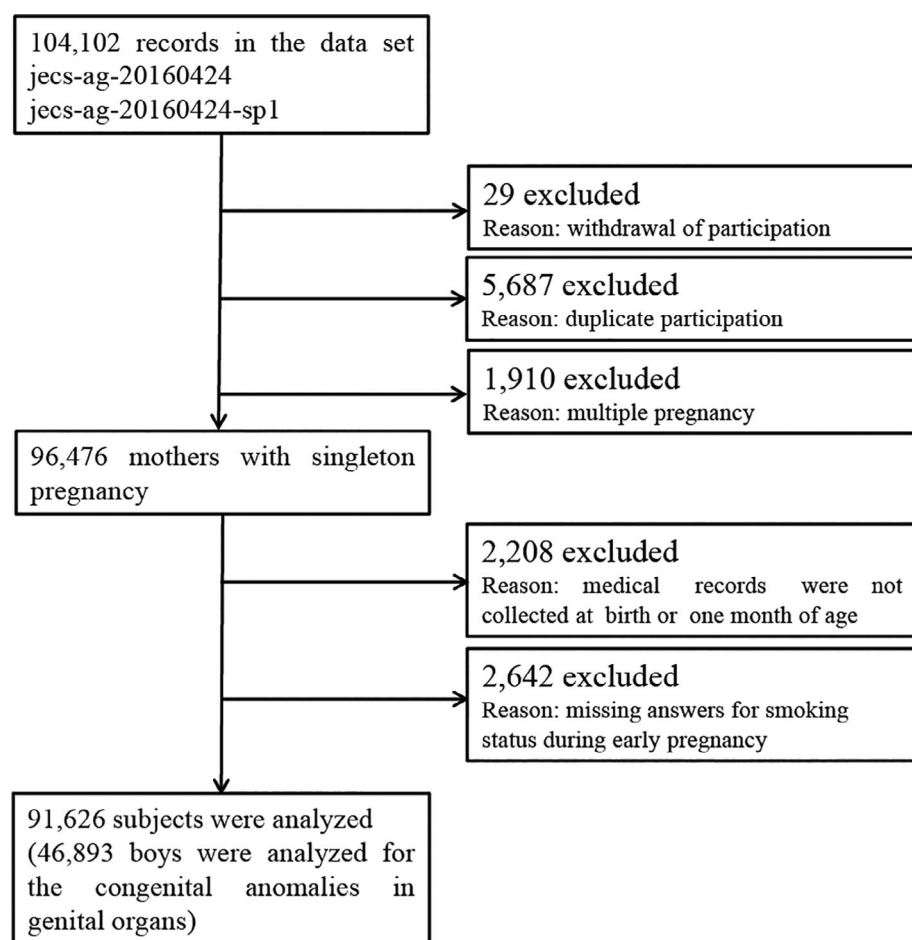 104,102 records in the data set
jecs-ag-20160424
jecs-ag-20160424-sp1
29 excluded
Reason: withdrawal of participation
5,687 excluded
Reason: duplicate participation
1,910 excluded
Reason: multiple pregnancy
96,476 mothers with singleton
pregnancy
2,208 excluded
Reason: medical records were not
collected at birth or one month of age
2,642 excluded
Reason: missing answers for smoking
status during early pregnancy
91,626 subjects were analyzed
(46,893 boys were analyzed for
the congenital anomalies in
genital organs)